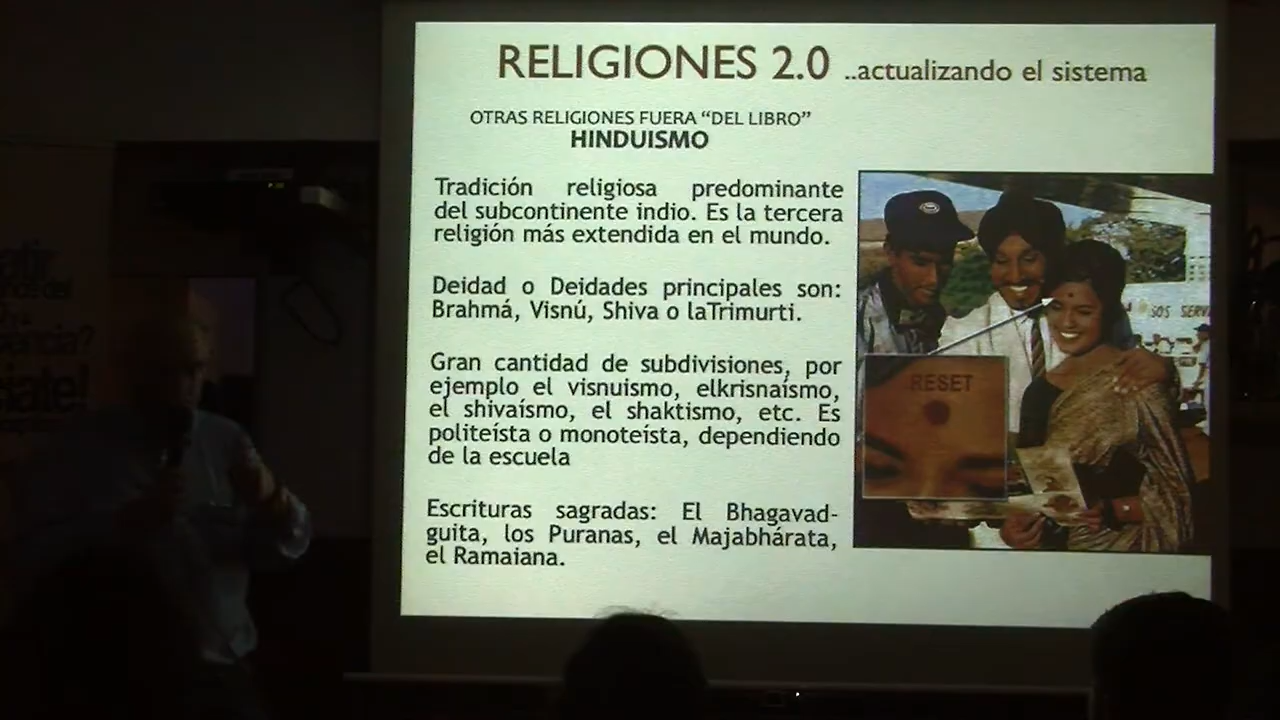 RELIGIONES 2.0 ..actualizando el sistema
OTRAS RELIGIONES FUERA “DEL LIBRO”
HINDUISMO
Tradición religiosa predominante
del subcontinente indio. Es la tercera
religión más extendida en el mundo.
Deidad o Deidades principales son:
Brahmá, Visnú, Shiva o laTrimurti.
Gran cantidad de subdivisiones, por
ejemplo el visnuismo, elkrisnaísmo,
el shivaísmo, el shaktismo, etc. Es
politeísta o monoteísta, dependiendo
de la escuela
Escrituras sagradas: El Bhagavad-
guita, los Puranas, el Majabhárata,
el Ramaiana.
SOS SERV
RESET